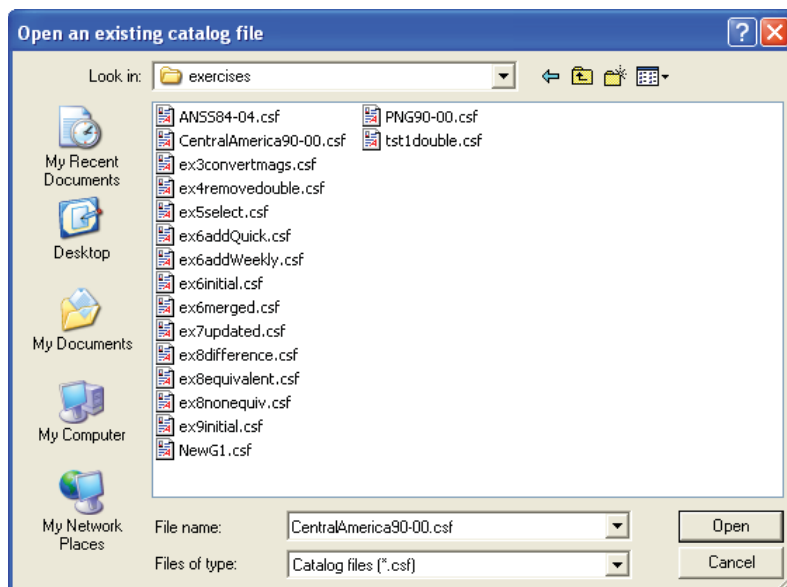 Open an existing catalog file
Look in:
exercises
My Recent
Documents
Desktop
My Documents
My Computer
My Network
Places
ANSS84-04.csf
CentralAmerica90-00.csf
ex3convertmags.csf
ex4removedouble.csf
ex5select.csf
ex6addQuick.csf
ex6addWeekly.csf
ex6initial.csf
ex6merged.csf
ex7updated.csf
ex8difference.csf
ex8equivalent.csf
ex8nonequiv.csf
ex9initial.csf
NewG1.csf
PNG90-00.csf
tst1double.csf
File name:
CentralAmerica90-00.csf
Open
Files of type:
Catalog files (*.csf)
Cancel